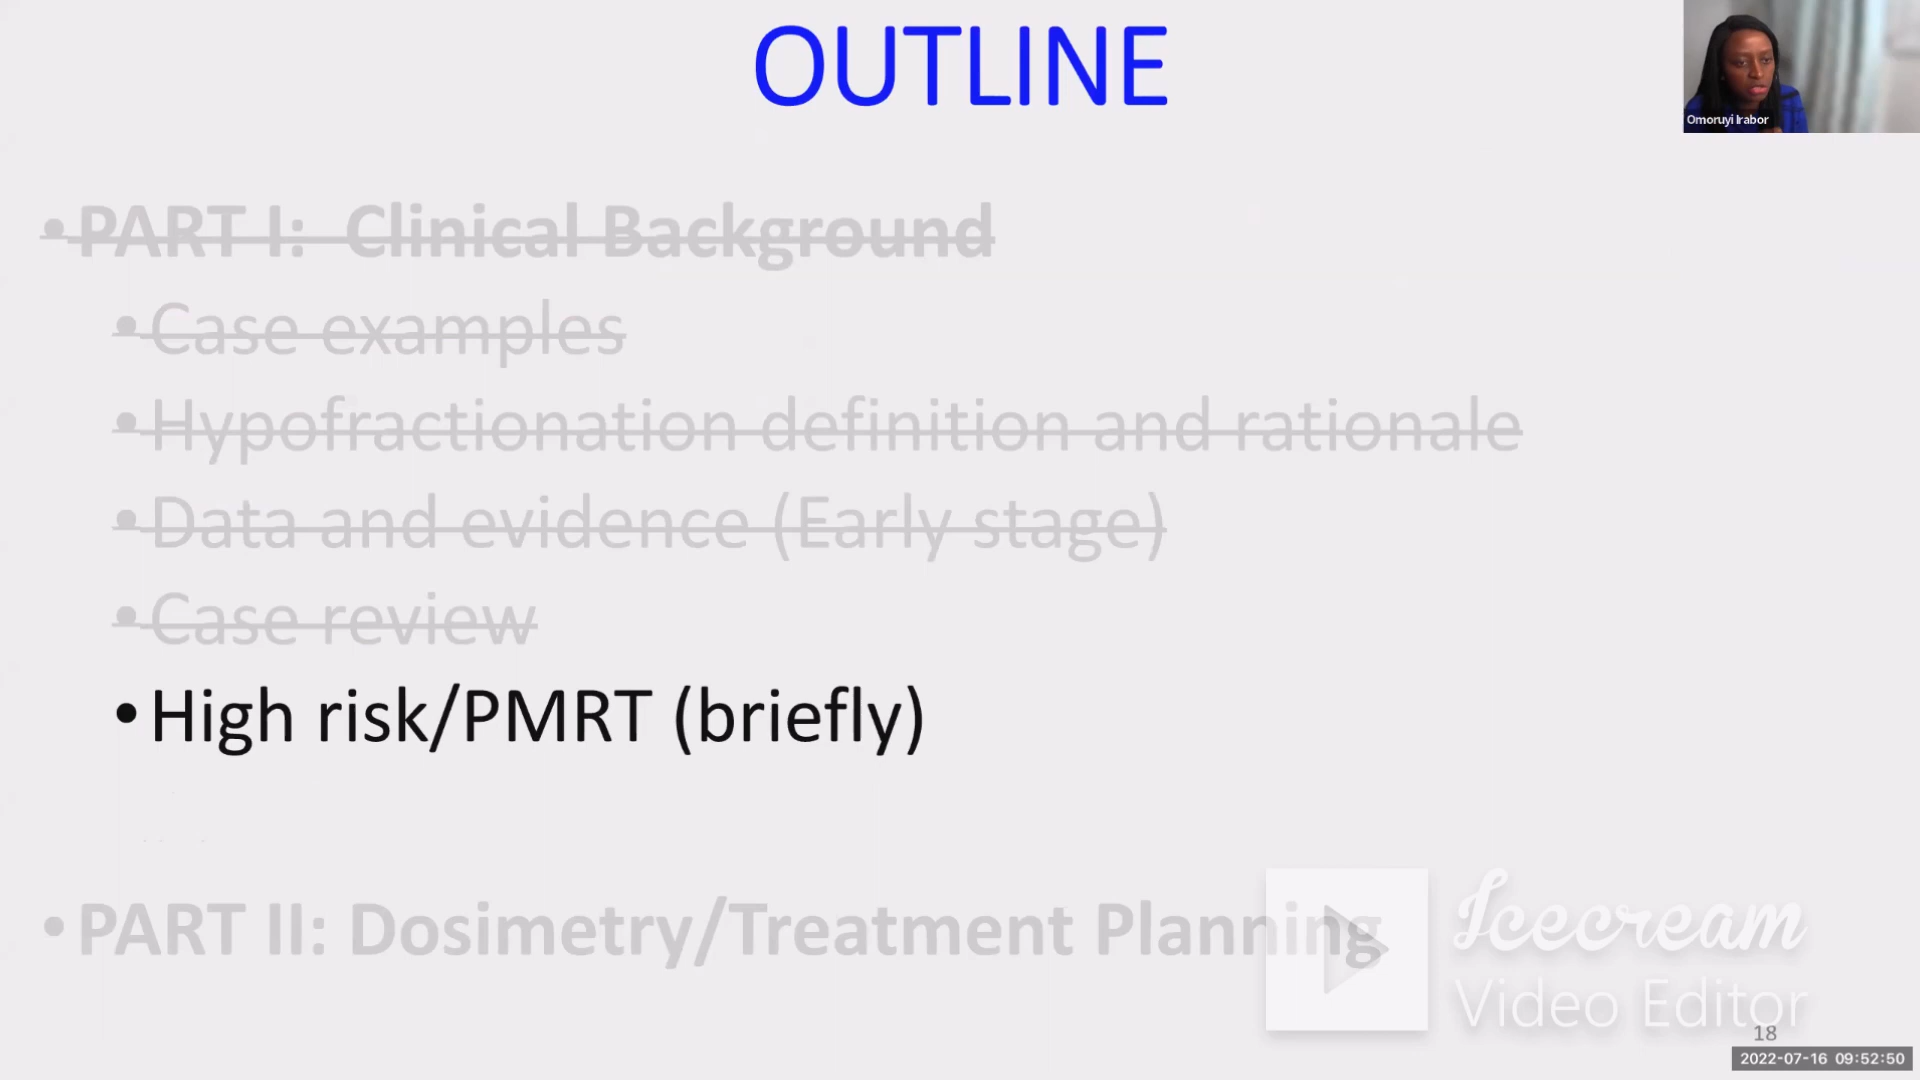 OUTLINE
Omoruyi Irabor
•PART I: Clinical Background
•Case examples
•Hypofractionation definition and rationale
•Data and evidence (Early stage)
•Case review
•High risk/PMRT (briefly)
•PART II: Dosimetry/Treatment Planning
Icecream
Video Editor
18
2022-07-16 09:52:50